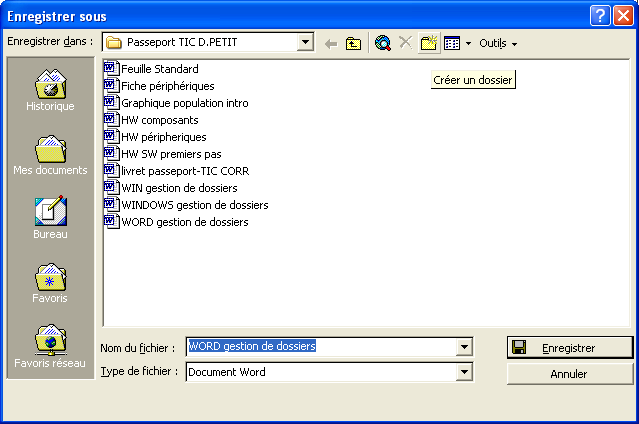 Enregistrer sous
Enregistrer dans : Passeport TIC D.PETIT Outils
Créer un dossier
Historique
Mes documents
Bureau
Favoris
Favoris réseau
Feuille Standard
Fiche périphériques
Graphique population intro
HW composants
HW péripheriques
HW SW premiers pas
livret passeport-TIC CORR
WIN gestion de dossiers
WINDOWS gestion de dossiers
WORD gestion de dossiers
Nom du fichier : WORD gestion de dossiers Enregistrer
Type de fichier : Document Word Annuler